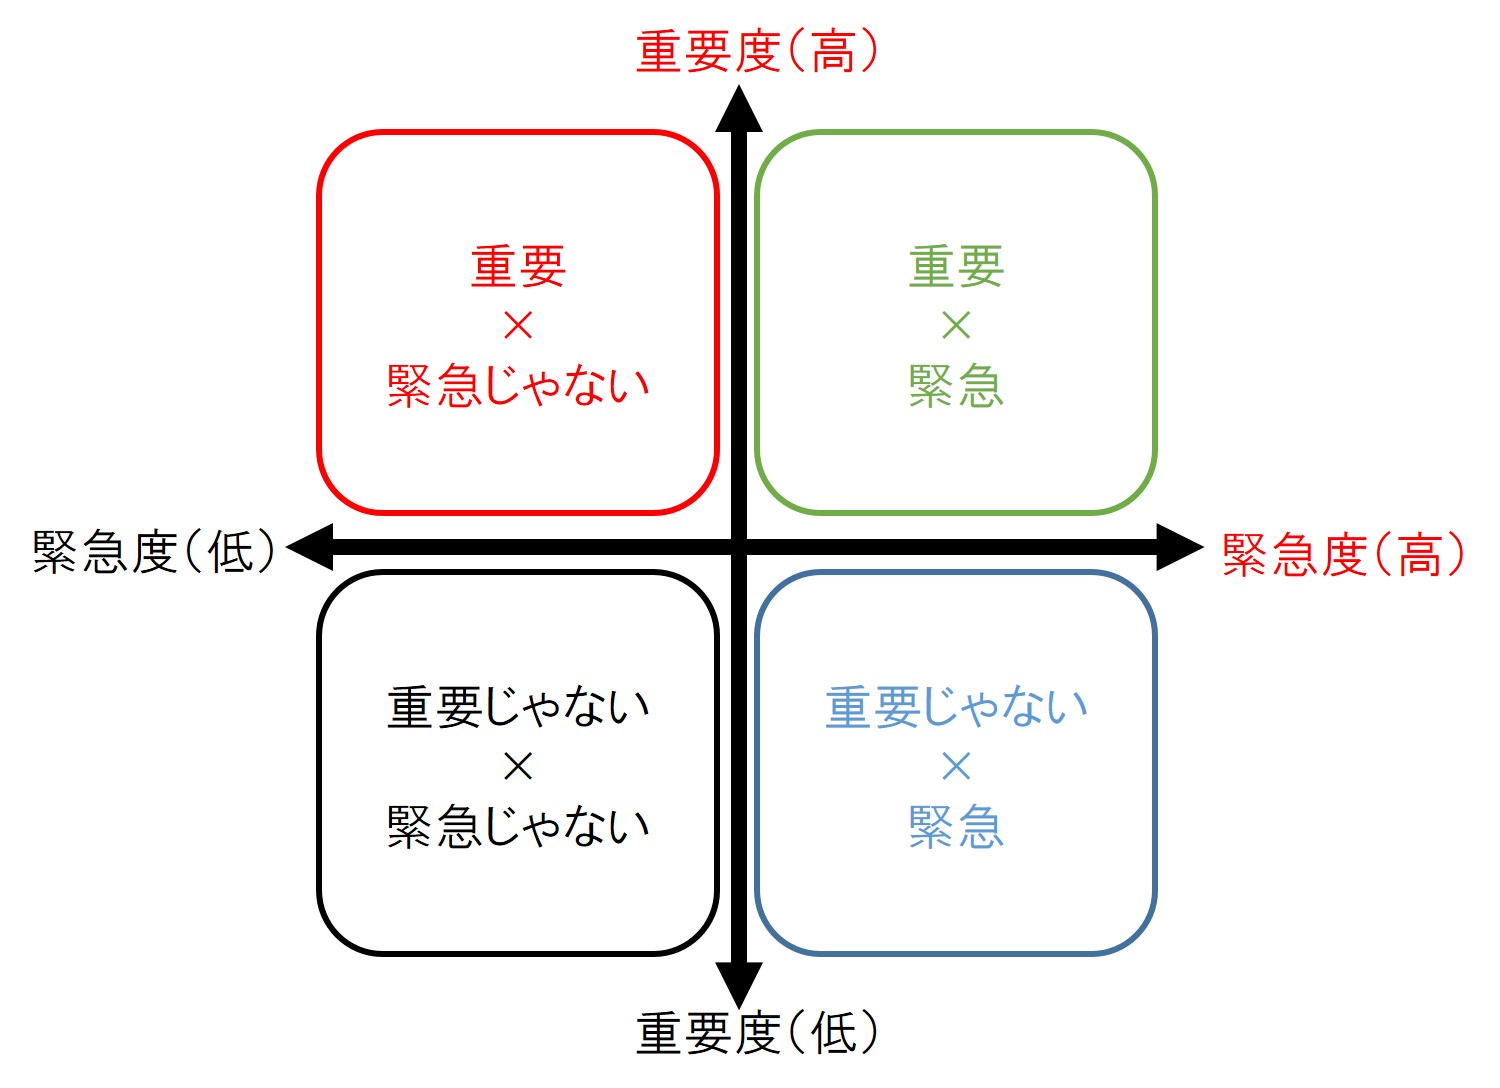 重要度(高)
重要
×
緊急じゃない
重要
×
緊急
緊急度(低)
緊急度(高)
重要じゃない
×
緊急じゃない
重要じゃない
×
緊急
重要度(低)